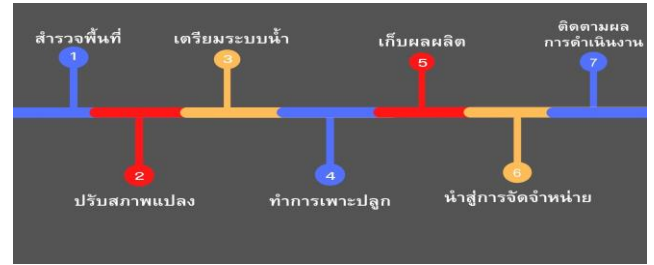 สำรวจพื้นที่
1
ปรับสภาพแปลง
2
เตรียมระบบน้ำ
3
ทำการเพาะปลูก
4
เก็บผลผลิต
5
นำสู่การจัดจำหน่าย
6
ติดตามผล
การดำเนินงาน
7